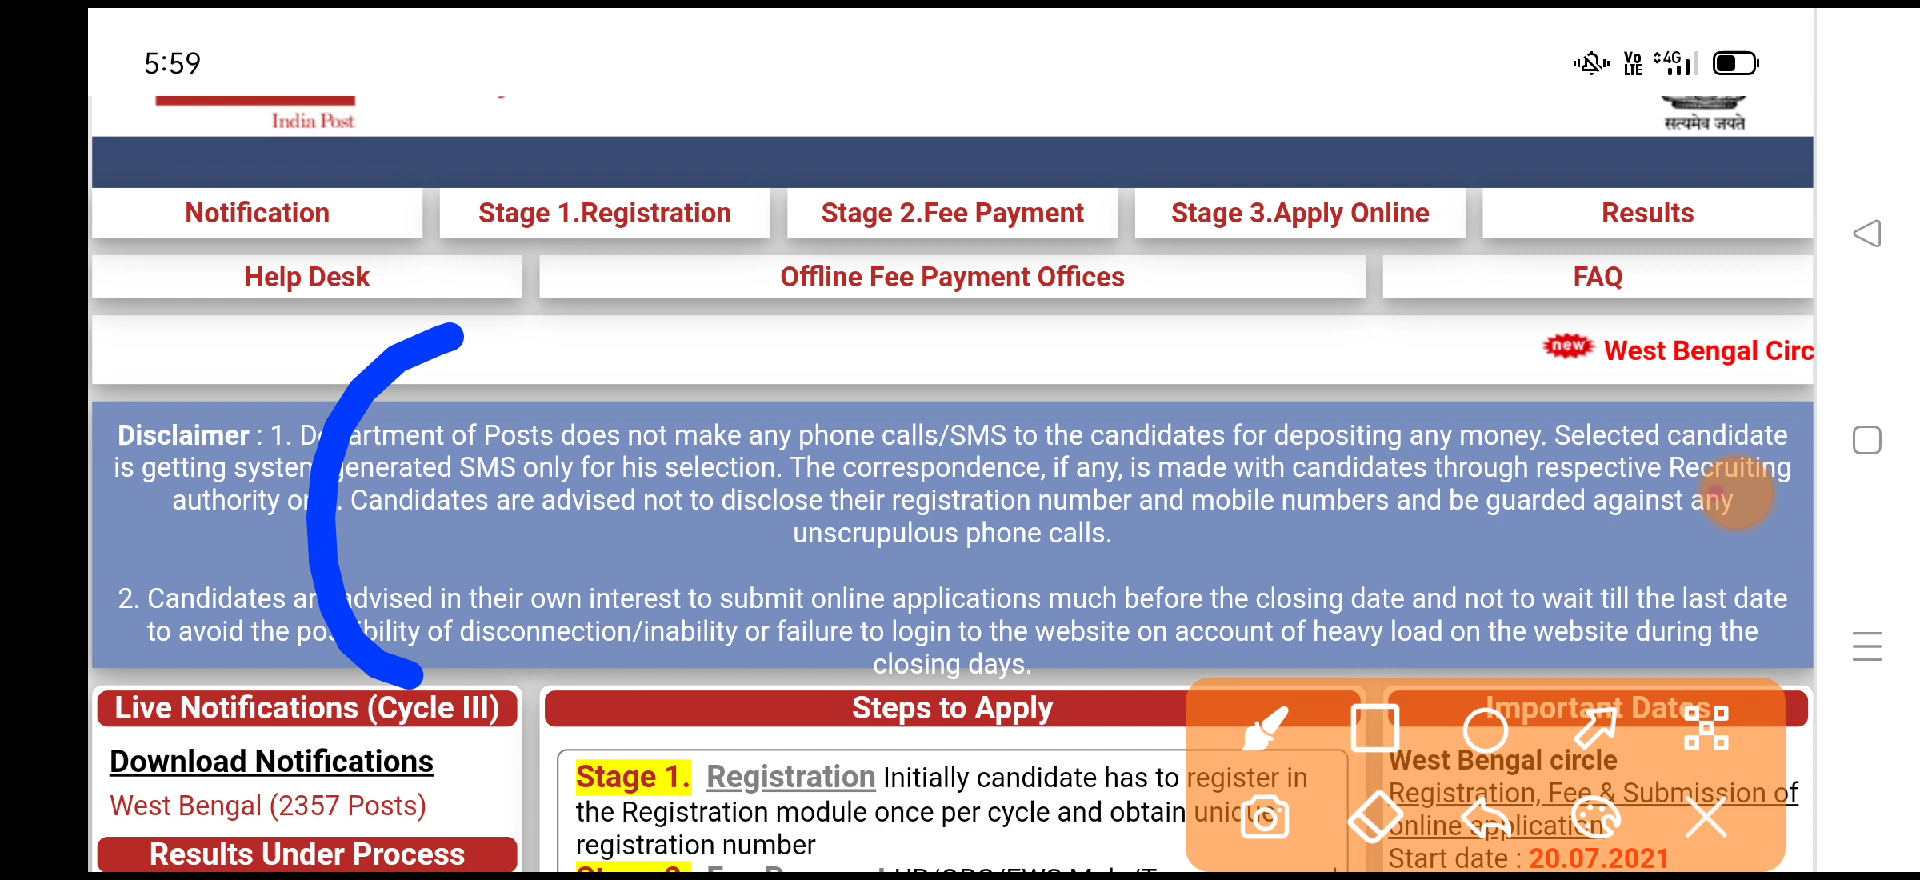 5:59
Vo LTE 4G
India Post
सत्यमेव जयते
Notification
Stage 1.Registration
Stage 2.Fee Payment
Stage 3.Apply Online
Results
Help Desk
Offline Fee Payment Offices
FAQ
new West Bengal Circ
Disclaimer : 1. Department of Posts does not make any phone calls/SMS to the candidates for depositing any money. Selected candidate
is getting system generated SMS only for his selection. The correspondence, if any, is made with candidates through respective Recruiting
authority only. Candidates are advised not to disclose their registration number and mobile numbers and be guarded against any
unscrupulous phone calls.
2. Candidates are advised in their own interest to submit online applications much before the closing date and not to wait till the last date
to avoid the possibility of disconnection/inability or failure to login to the website on account of heavy load on the website during the
closing days.
Live Notifications (Cycle III)
Download Notifications
West Bengal (2357 Posts)
Results Under Process
Steps to Apply
Stage 1. Registration Initially candidate has to register in
the Registration module once per cycle and obtain unique
registration number
Important Dates
West Bengal circle
Registration, Fee & Submission of
online application
Start date : 20.07.2021